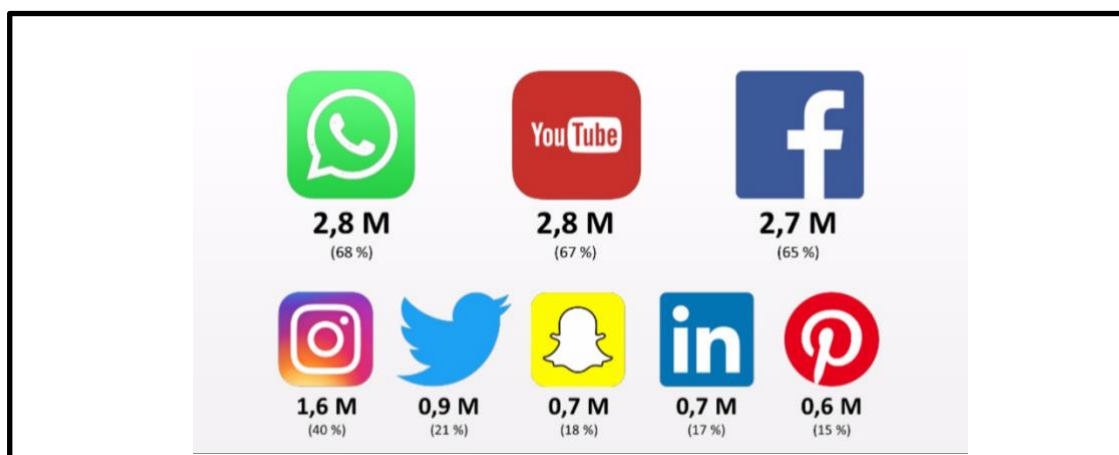 YouTube
f
2,8 M 2,8 M 2,7 M
(68 %) (67 %) (65 %)
in
1,6 M 0,9 M 0,7 M 0,7 M 0,6 M
(40 %) (21 %) (18 %) (17 %) (15 %)